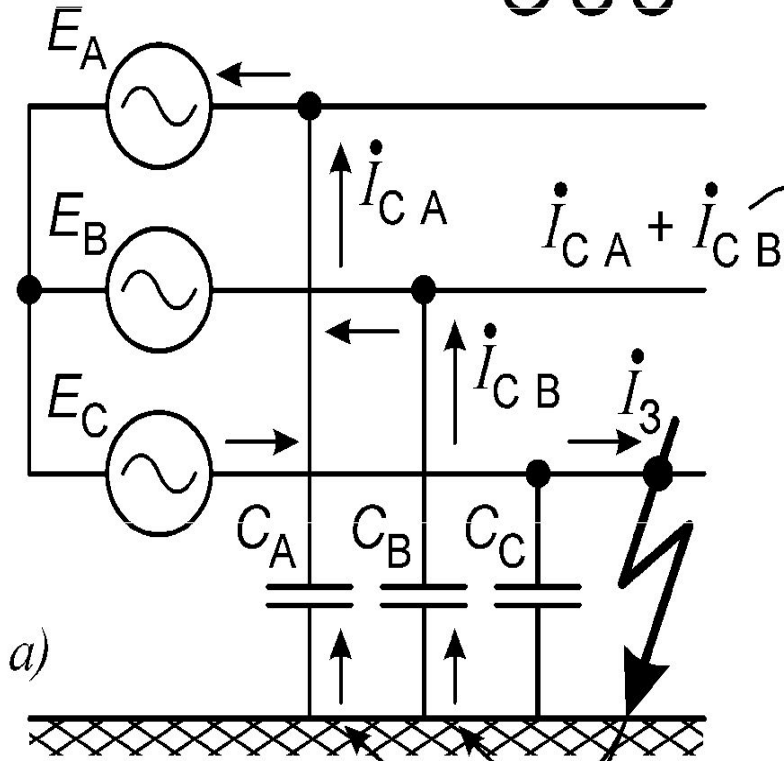 E_A
İ_C A
E_B
İ_C A + İ_C B
İ_C B
E_C
İ_3
C_A C_B C_C
a)